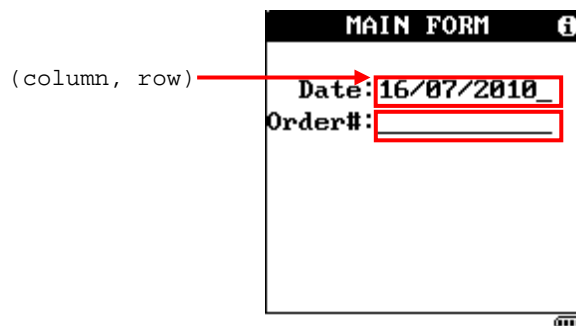 MAIN FORM
(column, row)
Date:16/07/2010_
Order#:___________